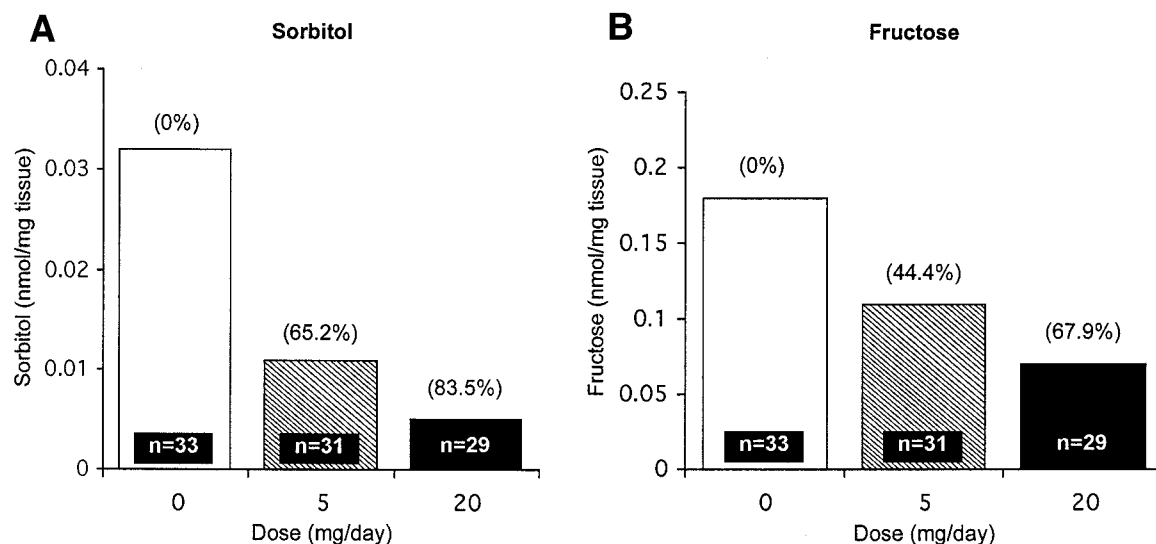 A
Sorbitol
Sorbitol (nmol/mg tissue)
0.04
0.03
0.02
0.01
0
(0%)
(65.2%)
(83.5%)
n=33
n=31
n=29
0 5 20
Dose (mg/day)
B
Fructose
Fructose (nmol/mg tissue)
0.25
0.2
0.15
0.1
0.05
0
(0%)
(44.4%)
(67.9%)
n=33
n=31
n=29
0 5 20
Dose (mg/day)